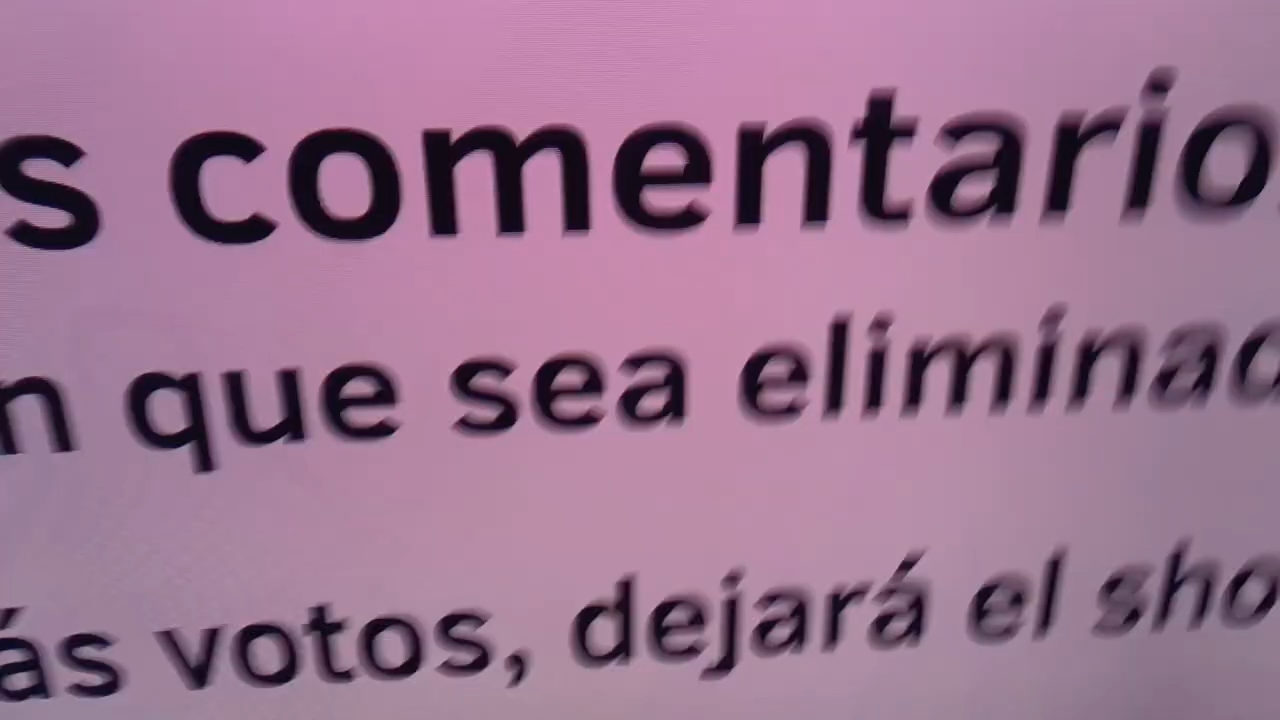 s comentario
n que sea elimina
ás votos, dejará el sho